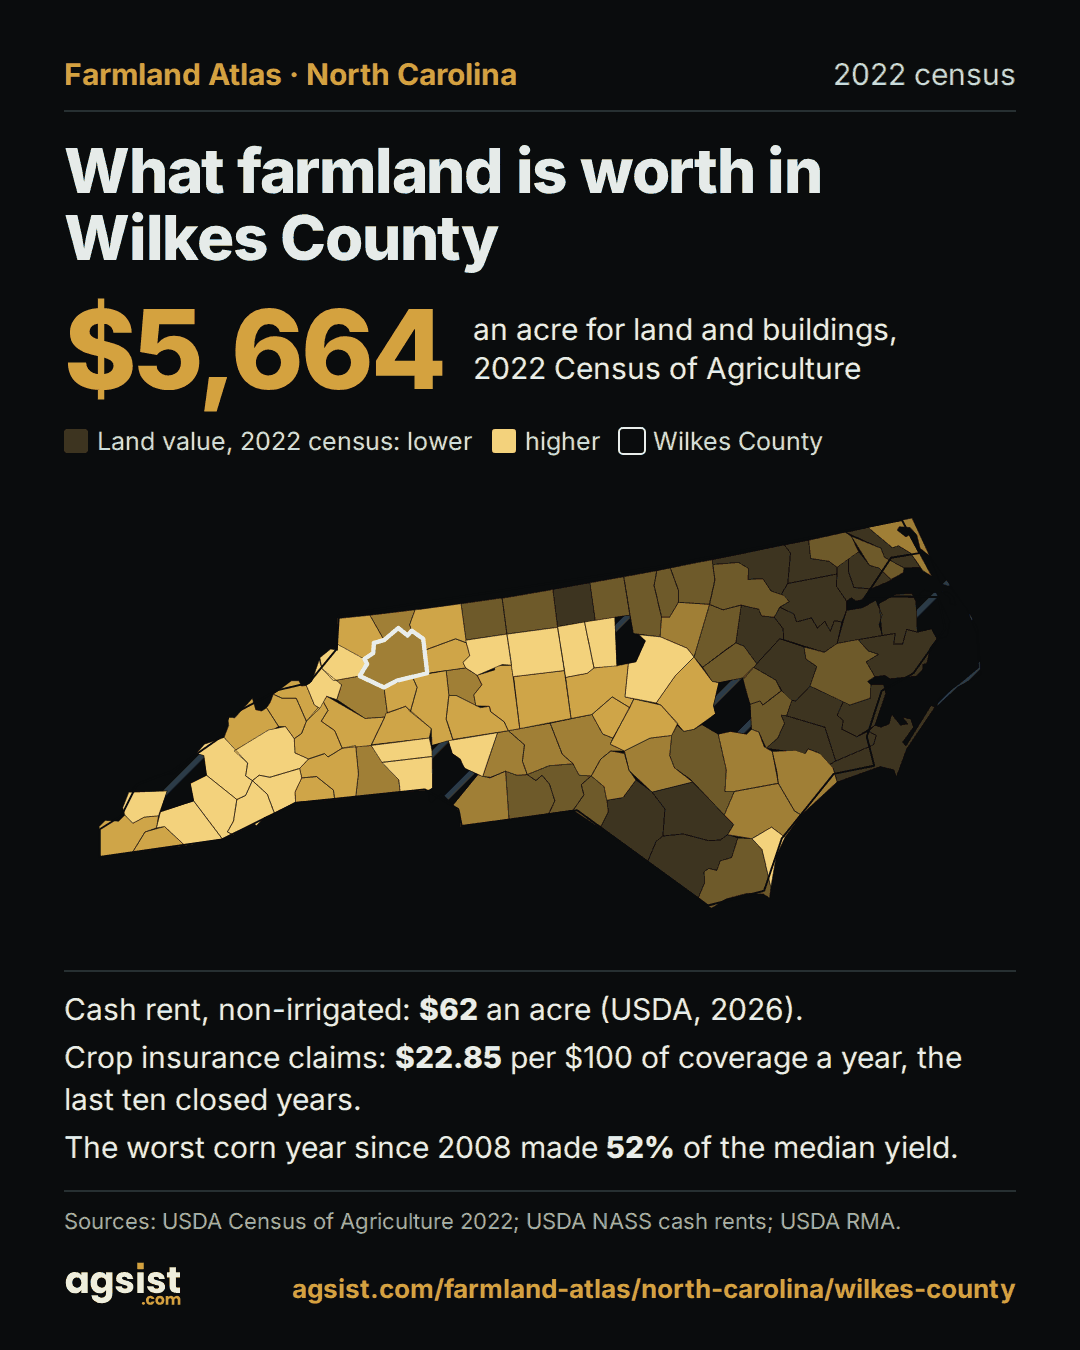 Farmland Atlas · North Carolina
2022 census
What farmland is worth in
Wilkes County
$5,664
an acre for land and buildings,
2022 Census of Agriculture
Land value, 2022 census: lower
higher
Wilkes County
Cash rent, non-irrigated: $62 an acre (USDA, 2026).
Crop insurance claims: $22.85 per $100 of coverage a year, the
last ten closed years.
The worst corn year since 2008 made 52% of the median yield.
Sources: USDA Census of Agriculture 2022; USDA NASS cash rents; USDA RMA.
agsist
.com
agsist.com/farmland-atlas/north-carolina/wilkes-county